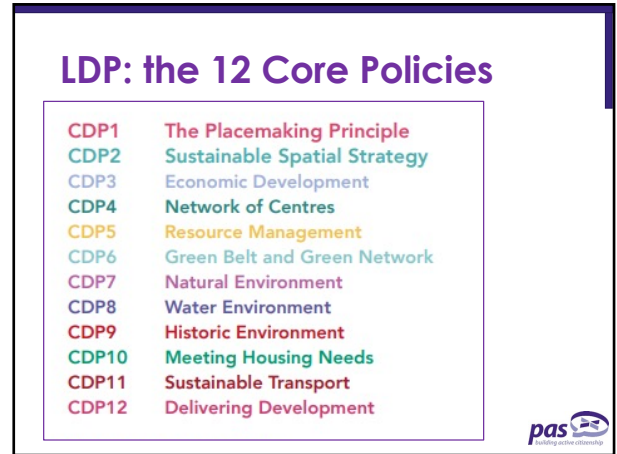 LDP: the 12 Core Policies
CDP1 The Placemaking Principle
CDP2 Sustainable Spatial Strategy
CDP3 Economic Development
CDP4 Network of Centres
CDP5 Resource Management
CDP6 Green Belt and Green Network
CDP7 Natural Environment
CDP8 Water Environment
CDP9 Historic Environment
CDP10 Meeting Housing Needs
CDP11 Sustainable Transport
CDP12 Delivering Development
pas
building active citizenship